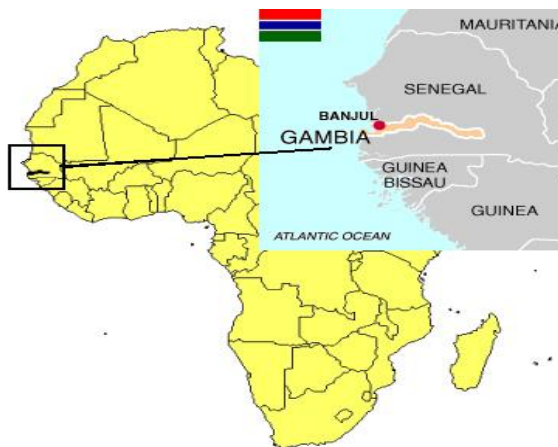 MAURITANIA
SENEGAL
BANJUL
GAMBIA
GUINEA
BISSAU
GUINEA
ATLANTIC OCEAN